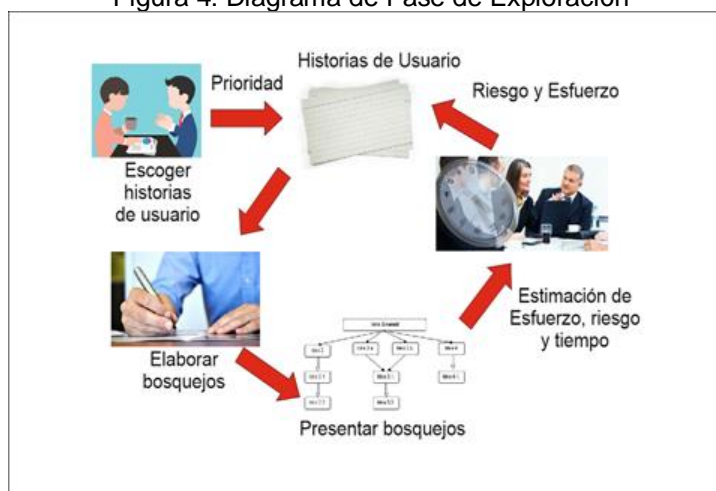 Figura 4. Diagrama de Fase de Exploración
Historias de Usuario
Prioridad
Riesgo y Esfuerzo
Escoger
historias
de usuario
Estimación de
Esfuerzo, riesgo
y tiempo
Elaborar
bosquejos
Presentar bosquejos